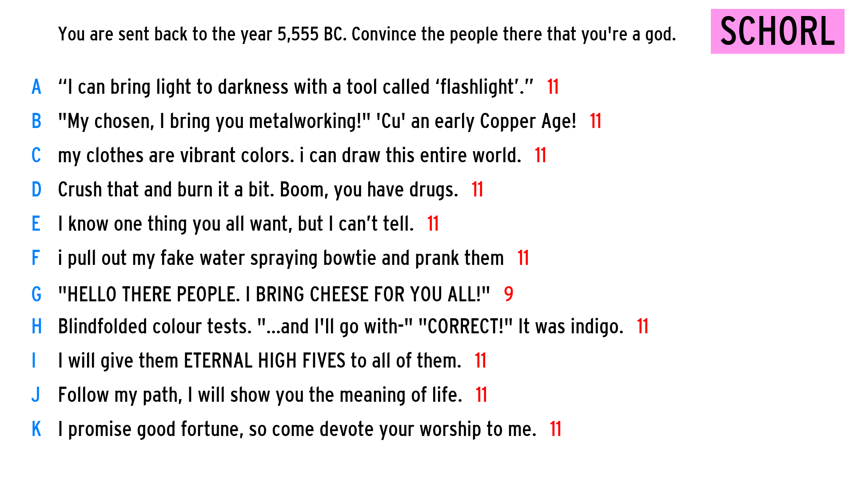 You are sent back to the year 5,555 BC. Convince the people there that you're a god.
SCHORL
A “I can bring light to darkness with a tool called ‘flashlight’.” 11
B "My chosen, I bring you metalworking!" 'Cu' an early Copper Age! 11
C my clothes are vibrant colors. i can draw this entire world. 11
D Crush that and burn it a bit. Boom, you have drugs. 11
E I know one thing you all want, but I can’t tell. 11
F i pull out my fake water spraying bowtie and prank them 11
G "HELLO THERE PEOPLE. I BRING CHEESE FOR YOU ALL!" 9
H Blindfolded colour tests. "...and I'll go with-" "CORRECT!" It was indigo. 11
I I will give them ETERNAL HIGH FIVES to all of them. 11
J Follow my path, I will show you the meaning of life. 11
K I promise good fortune, so come devote your worship to me. 11